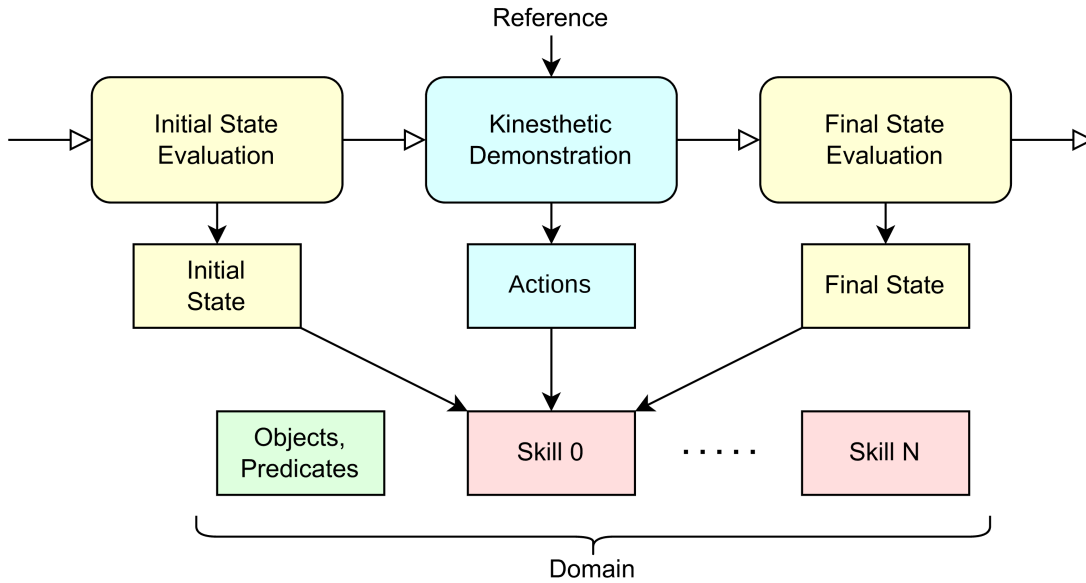 Reference
Initial State
Evaluation
Kinesthetic
Demonstration
Final State
Evaluation
Initial
State
Actions
Final State
Objects,
Predicates
Skill 0
. . . . .
Skill N
Domain